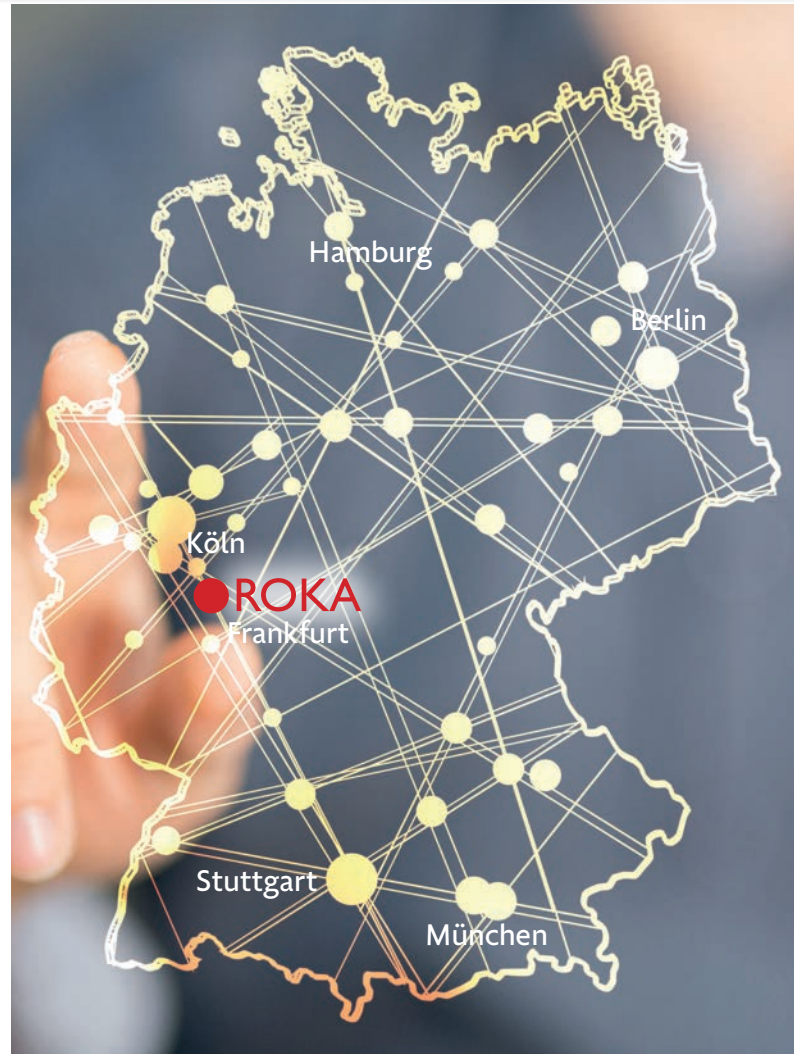 Hamburg
Berlin
Köln
ROKA
Frankfurt
Stuttgart
München